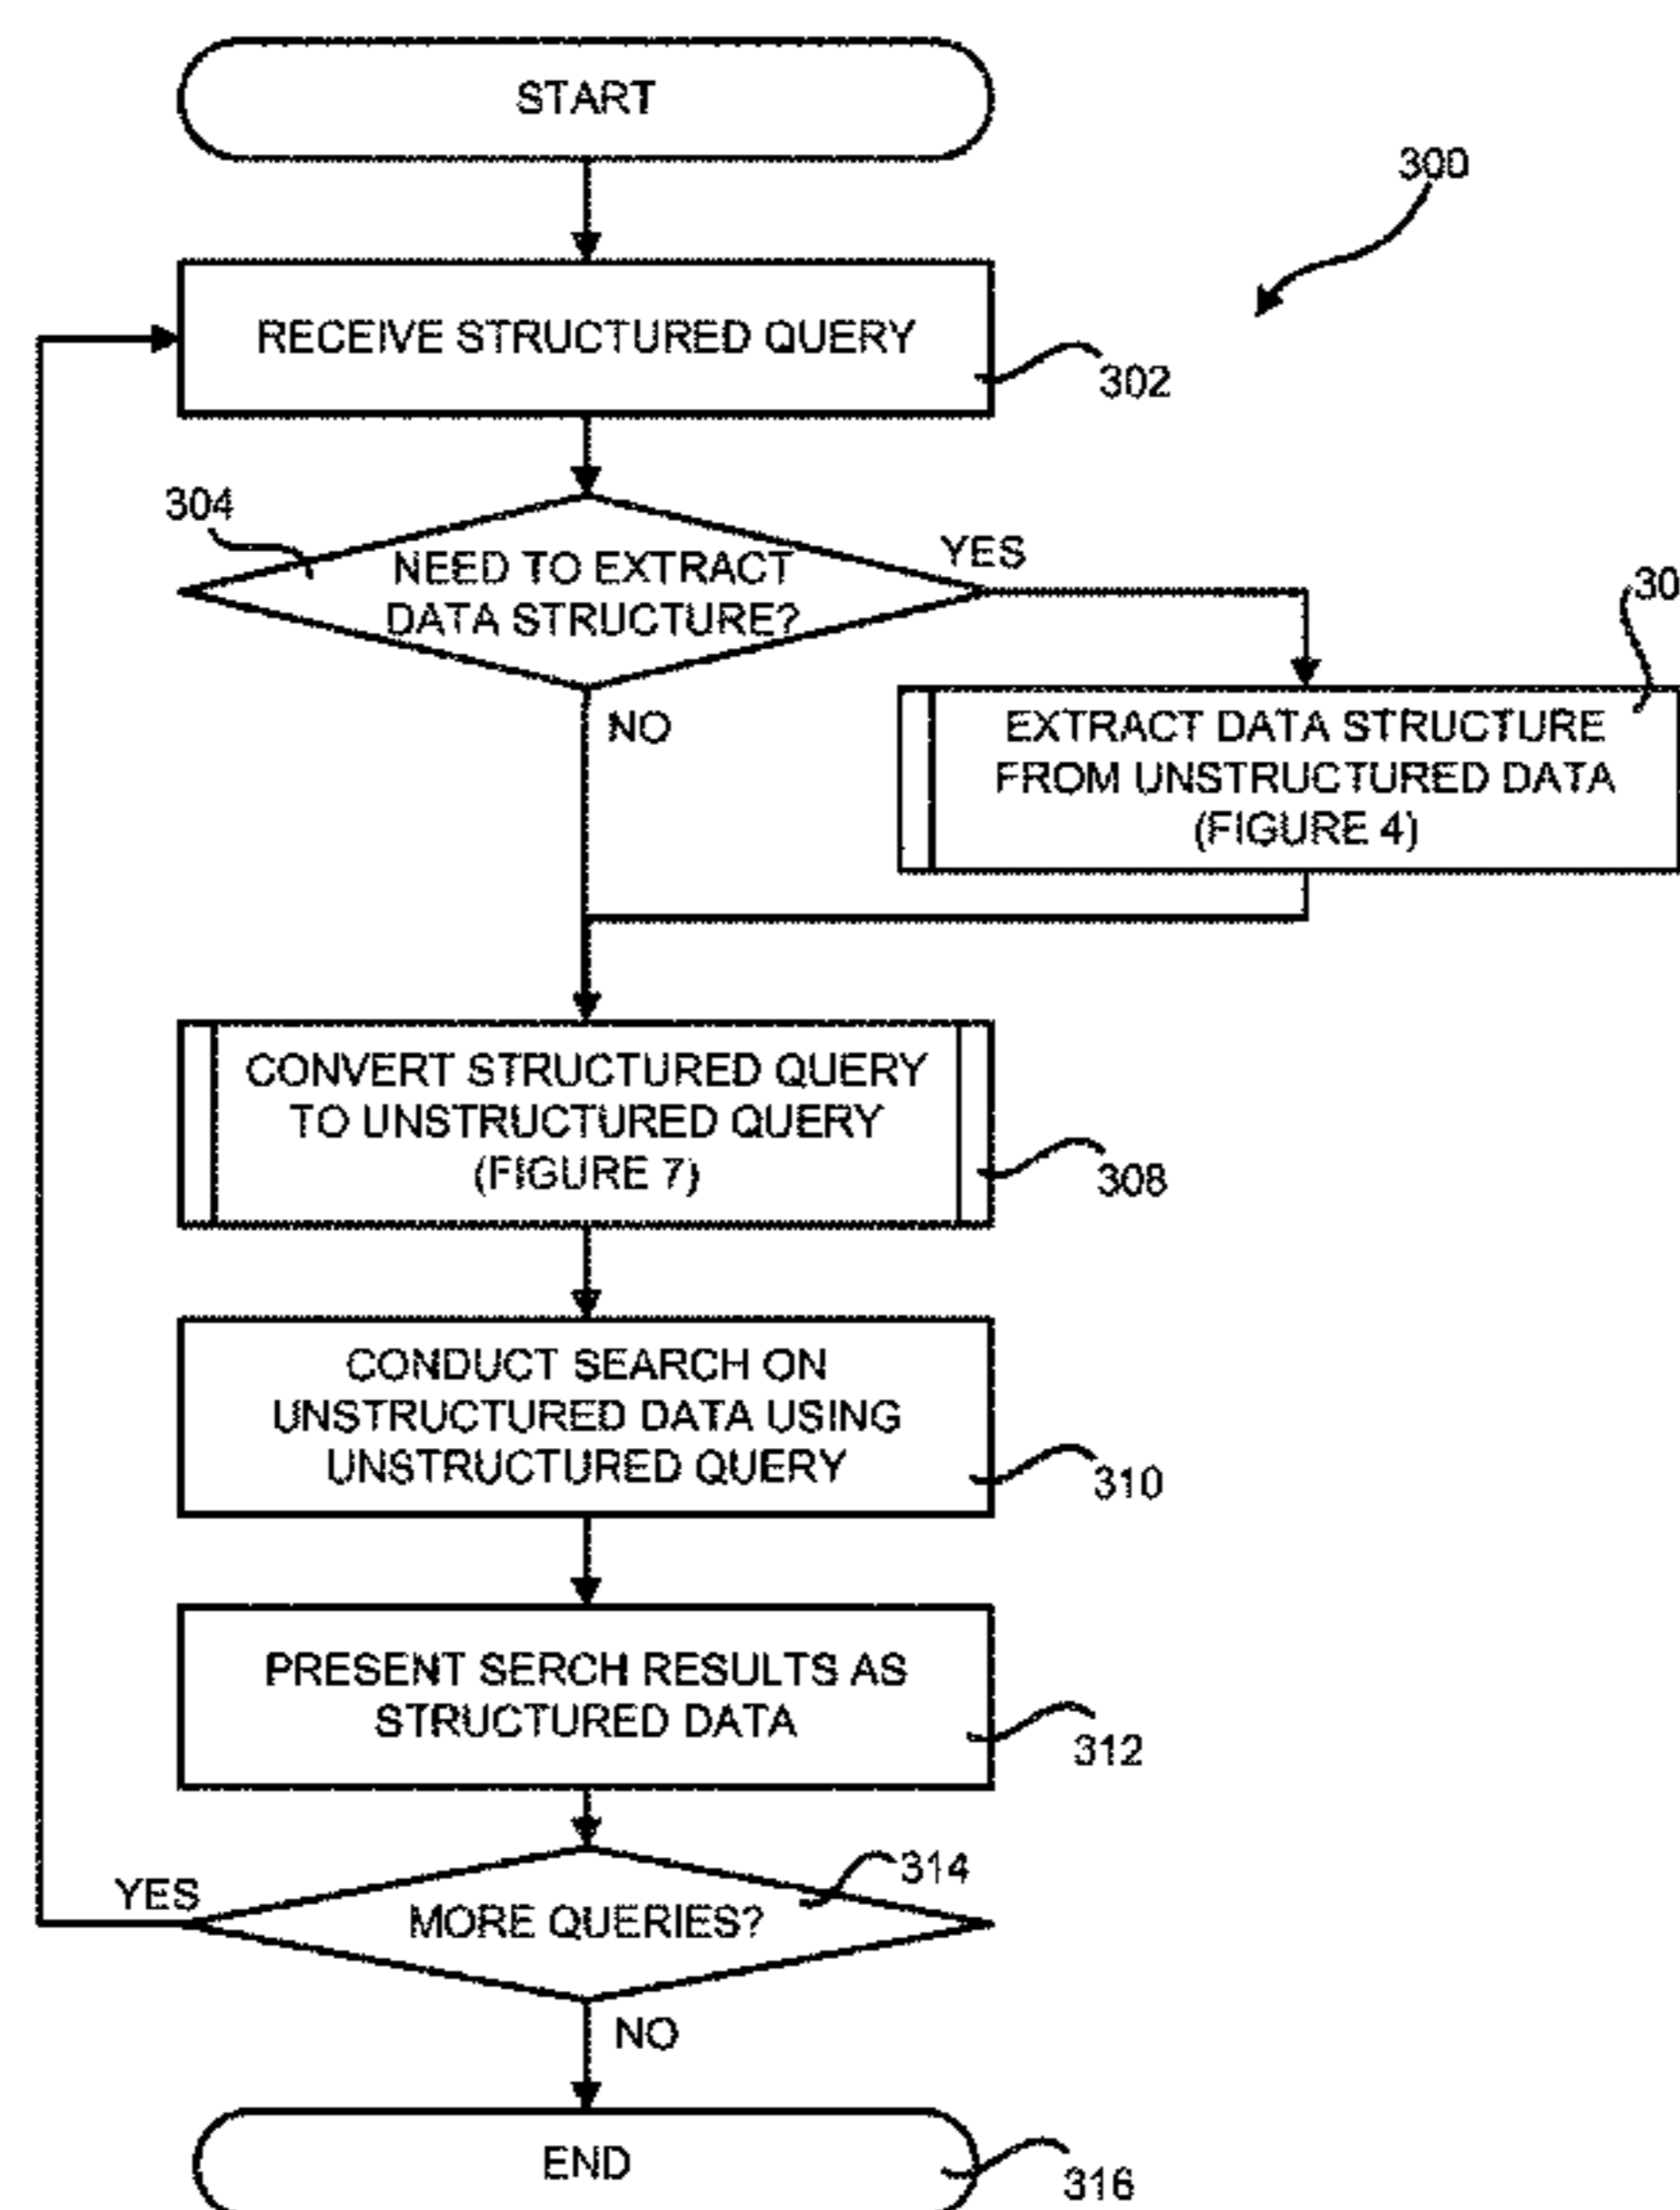 START
300
RECEIVE STRUCTURED QUERY
302
304
NEED TO EXTRACT
DATA STRUCTURE?
YES
30
NO
EXTRACT DATA STRUCTURE
FROM UNSTRUCTURED DATA
(FIGURE 4)
CONVERT STRUCTURED QUERY
TO UNSTRUCTURED QUERY
(FIGURE 7)
308
CONDUCT SEARCH ON
UNSTRUCTURED DATA USING
UNSTRUCTURED QUERY
310
PRESENT SERCH RESULTS AS
STRUCTURED DATA
312
314
YES
MORE QUERIES?
NO
END
316